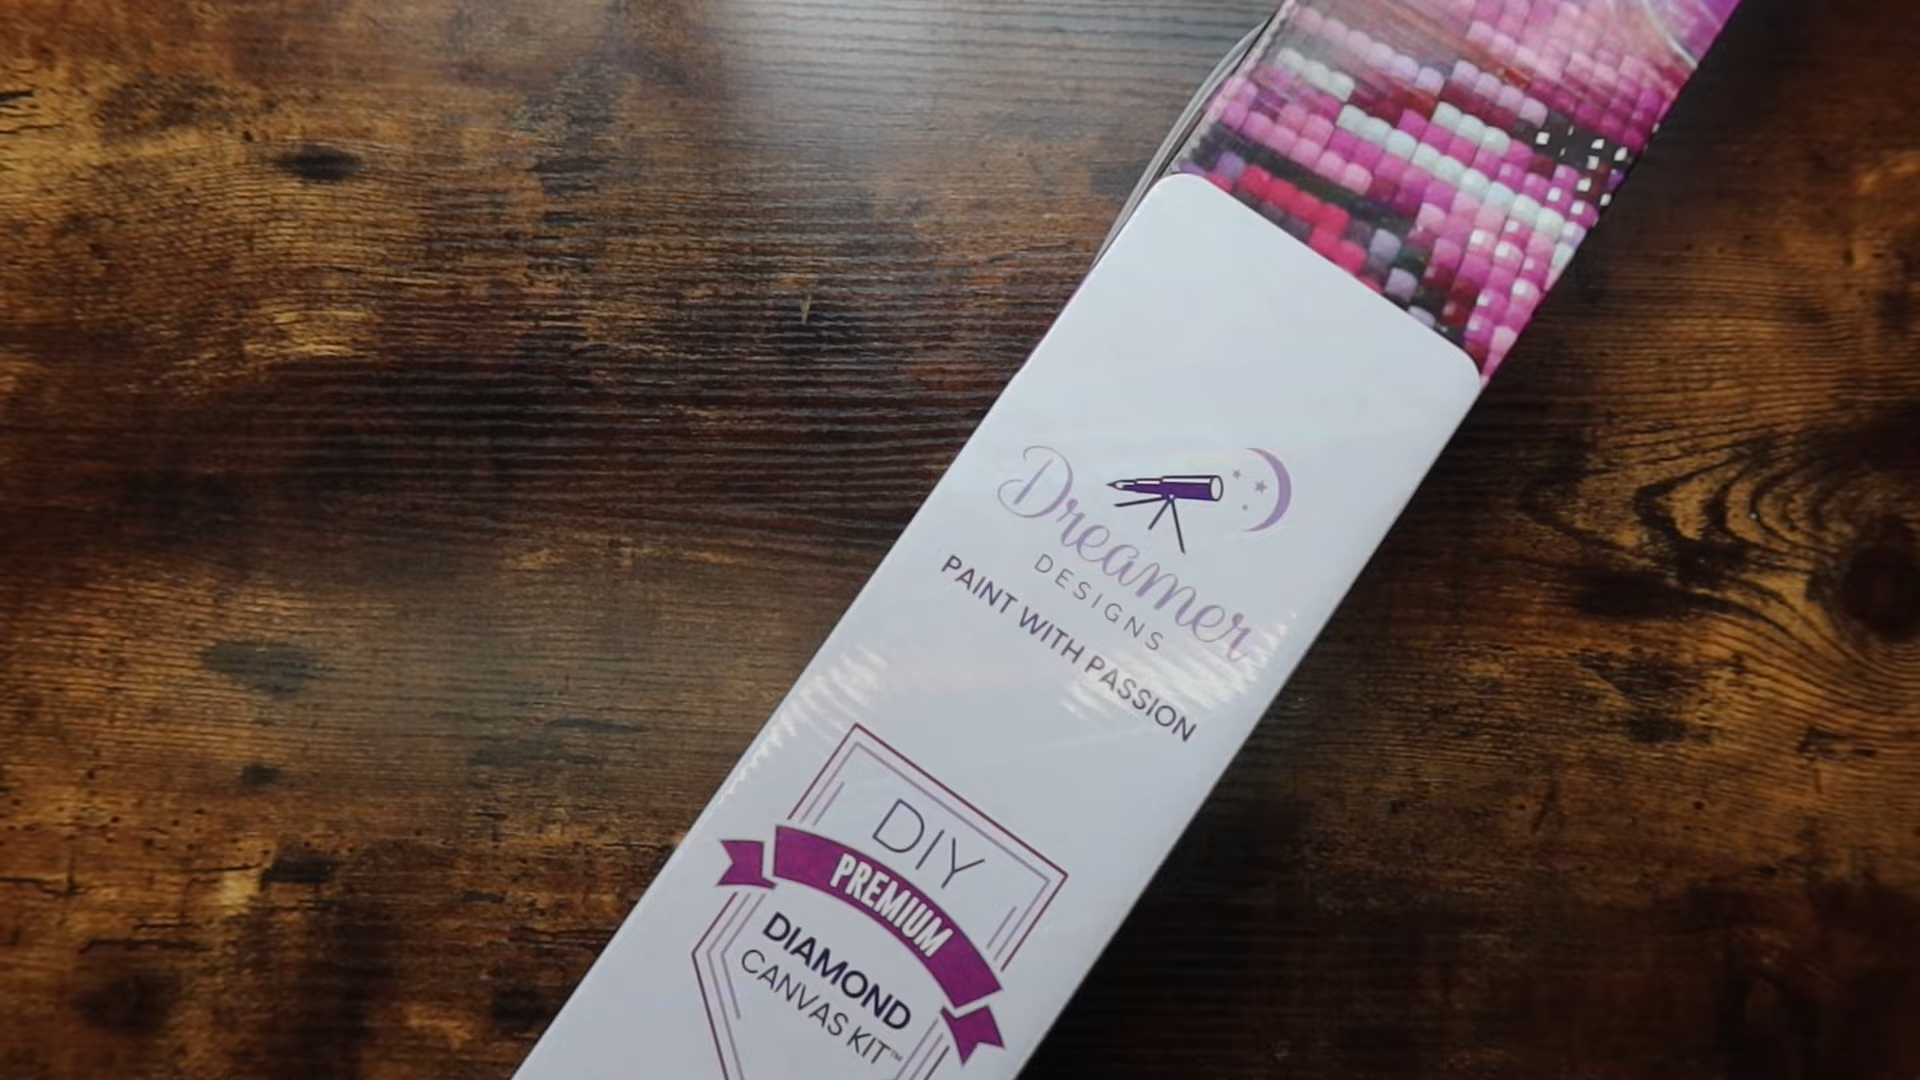 Dreamer
DESIGNS
PAINT WITH PASSION
DIY
PREMIUM
DIAMOND
CANVAS KIT™